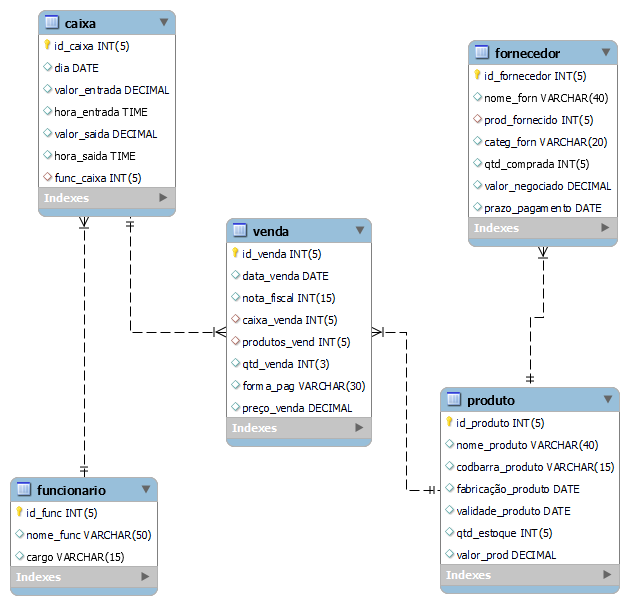 caixa
id_caixa INT(5)
dia DATE
valor_entrada DECIMAL
hora_entrada TIME
valor_saida DECIMAL
hora_saida TIME
func_caixa INT(5)
Indexes
fornecedor
id_fornecedor INT(5)
nome_forn VARCHAR(40)
prod_fornecido INT(5)
categ_forn VARCHAR(20)
qtd_comprada INT(5)
valor_negociado DECIMAL
prazo_pagamento DATE
Indexes
venda
id_venda INT(5)
data_venda DATE
nota_fiscal INT(15)
caixa_venda INT(5)
produtos_vend INT(5)
qtd_venda INT(3)
forma_pag VARCHAR(30)
preço_venda DECIMAL
Indexes
produto
id_produto INT(5)
nome_produto VARCHAR(40)
codbarra_produto VARCHAR(15)
fabricação_produto DATE
validade_produto DATE
qtd_estoque INT(5)
valor_prod DECIMAL
Indexes
funcionario
id_func INT(5)
nome_func VARCHAR(50)
cargo VARCHAR(15)
Indexes